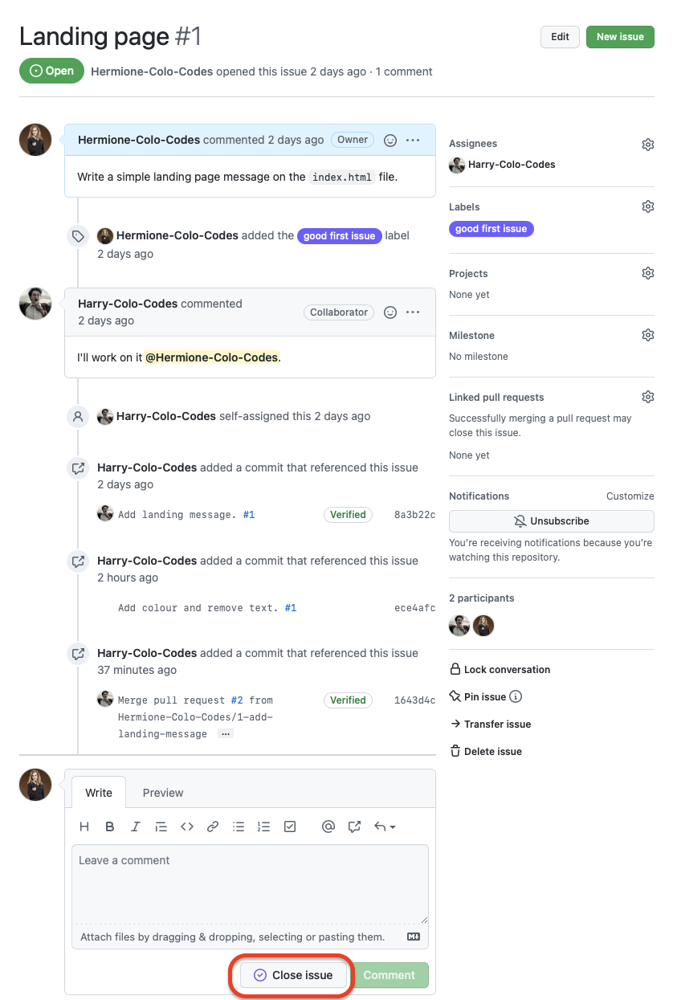 Landing page #1
Edit
New issue
Open
Hermione-Colo-Codes opened this issue 2 days ago · 1 comment
Hermione-Colo-Codes commented 2 days ago
Owner
Write a simple landing page message on the index.html file.
Hermione-Colo-Codes added the good first issue label
2 days ago
Harry-Colo-Codes commented
2 days ago
Collaborator
I'll work on it @Hermione-Colo-Codes.
Harry-Colo-Codes self-assigned this 2 days ago
Harry-Colo-Codes added a commit that referenced this issue
2 days ago
Add landing message. #1
Verified
8a3b22c
Harry-Colo-Codes added a commit that referenced this issue
2 hours ago
Add colour and remove text. #1
ece4afc
Harry-Colo-Codes added a commit that referenced this issue
37 minutes ago
Merge pull request #2 from
Verified
1643d4c
Hermione-Colo-Codes/1-add-
landing-message …
Write
Preview
Leave a comment
Attach files by dragging & dropping, selecting or pasting them.
Close issue
Comment
Assignees
Harry-Colo-Codes
Labels
good first issue
Projects
None yet
Milestone
No milestone
Linked pull requests
Successfully merging a pull request may
close this issue.
None yet
Notifications
Customize
Unsubscribe
You're receiving notifications because you're
watching this repository.
2 participants
Lock conversation
Pin issue
Transfer issue
Delete issue